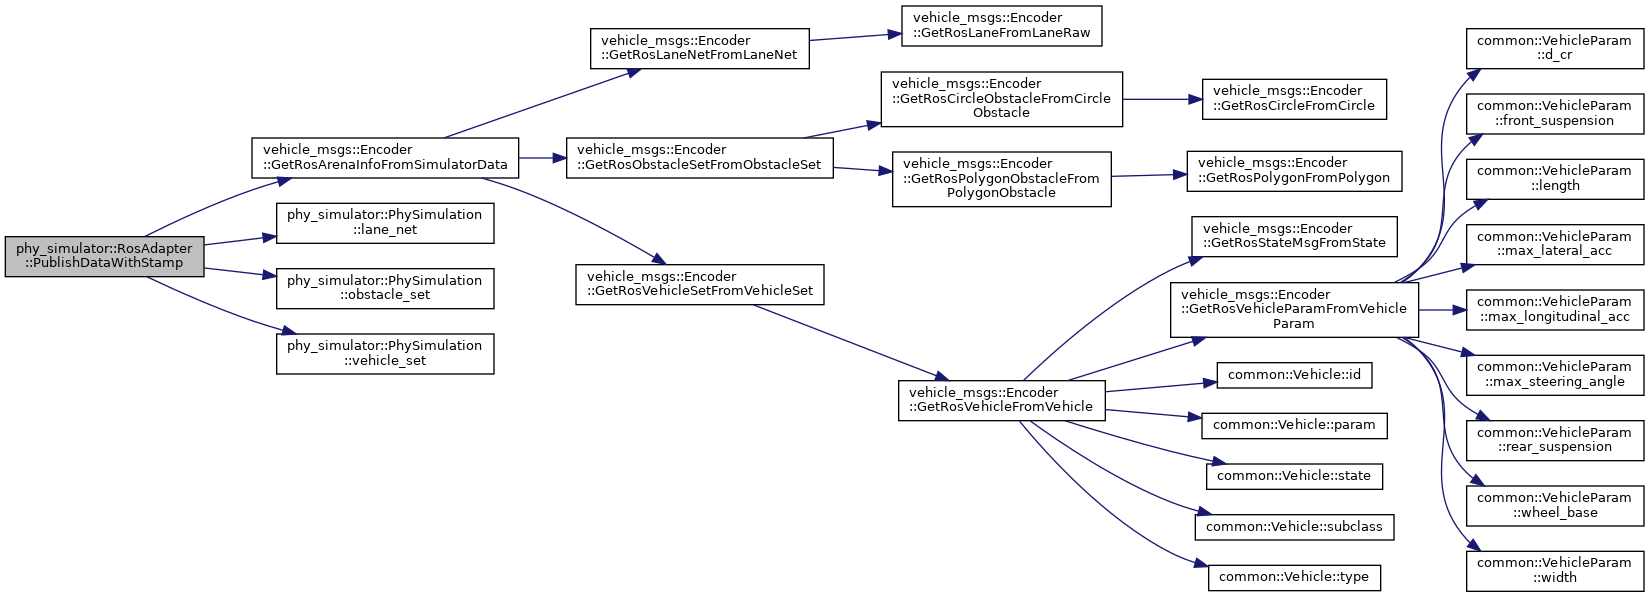 phy_simulator::RosAdapter
::PublishDataWithStamp
vehicle_msgs::Encoder
::GetRosArenaInfoFromSimulatorData
phy_simulator::PhySimulation
::lane_net
phy_simulator::PhySimulation
::obstacle_set
phy_simulator::PhySimulation
::vehicle_set
vehicle_msgs::Encoder
::GetRosLaneNetFromLaneNet
vehicle_msgs::Encoder
::GetRosObstacleSetFromObstacleSet
vehicle_msgs::Encoder
::GetRosVehicleSetFromVehicleSet
vehicle_msgs::Encoder
::GetRosLaneFromLaneRaw
vehicle_msgs::Encoder
::GetRosCircleObstacleFromCircle
Obstacle
vehicle_msgs::Encoder
::GetRosPolygonObstacleFrom
PolygonObstacle
vehicle_msgs::Encoder
::GetRosVehicleFromVehicle
vehicle_msgs::Encoder
::GetRosCircleFromCircle
vehicle_msgs::Encoder
::GetRosPolygonFromPolygon
vehicle_msgs::Encoder
::GetRosStateMsgFromState
vehicle_msgs::Encoder
::GetRosVehicleParamFromVehicle
Param
common::Vehicle::id
common::Vehicle::param
common::Vehicle::state
common::Vehicle::subclass
common::Vehicle::type
common::VehicleParam
::d_cr
common::VehicleParam
::front_suspension
common::VehicleParam
::length
common::VehicleParam
::max_lateral_acc
common::VehicleParam
::max_longitudinal_acc
common::VehicleParam
::max_steering_angle
common::VehicleParam
::rear_suspension
common::VehicleParam
::wheel_base
common::VehicleParam
::width